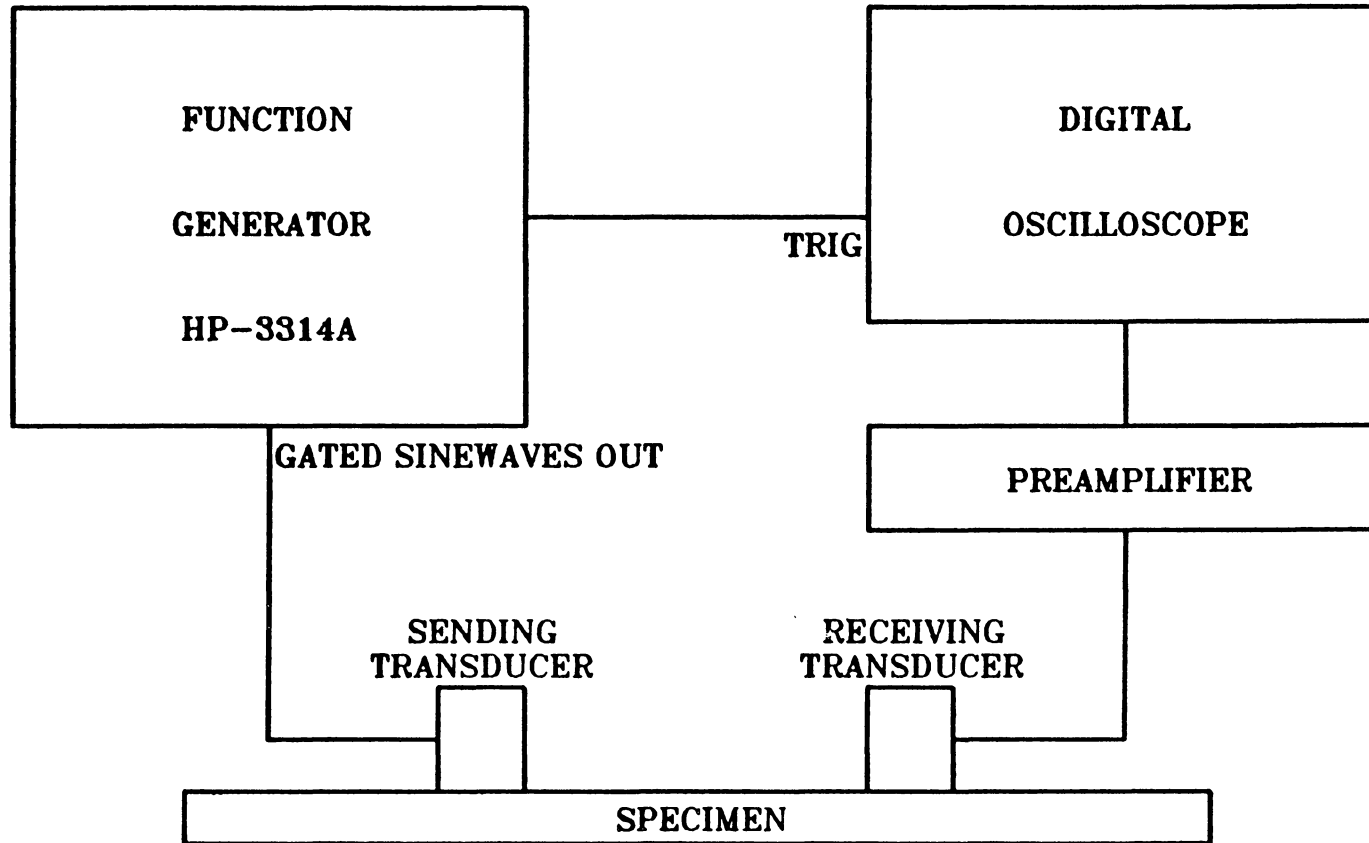 FUNCTION
GENERATOR
HP-3314A
DIGITAL
OSCILLOSCOPE
TRIG
GATED SINEWAVES OUT
PREAMPLIFIER
SENDING
TRANSDUCER
RECEIVING
TRANSDUCER
SPECIMEN